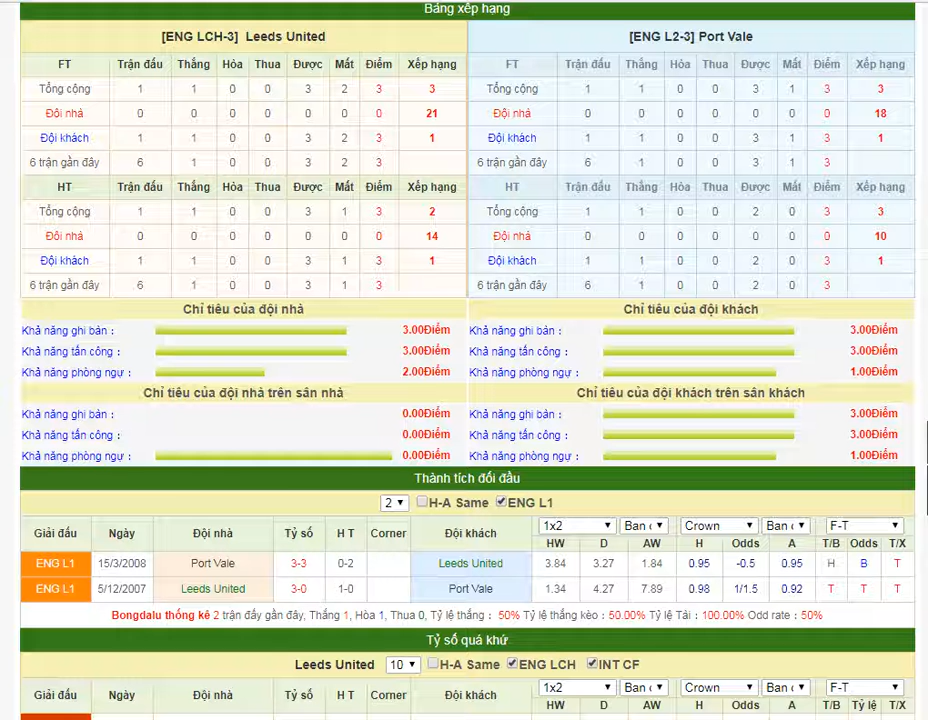 Bảng xếp hạng
[ENG LCH-3] Leeds United [ENG L2-3] Port Vale
FT Trận đấu Thắng Hòa Thua Được Mất Điểm Xếp hạng FT Trận đấu Thắng Hòa Thua Được Mất Điểm Xếp hạng
Tổng cộng 1 1 0 0 3 2 3 3 Tổng cộng 1 1 0 0 3 1 3 3
Đội nhà 0 0 0 0 0 0 0 21 Đội nhà 0 0 0 0 0 0 0 18
Đội khách 1 1 0 0 3 2 3 1 Đội khách 1 1 0 0 3 1 3 1
6 trận gần đây 6 1 0 0 3 2 3 6 trận gần đây 6 1 0 0 3 1 3
HT Trận đấu Thắng Hòa Thua Được Mất Điểm Xếp hạng HT Trận đấu Thắng Hòa Thua Được Mất Điểm Xếp hạng
Tổng cộng 1 1 0 0 3 1 3 2 Tổng cộng 1 1 0 0 2 0 3 3
Đội nhà 0 0 0 0 0 0 0 14 Đội nhà 0 0 0 0 0 0 0 10
Đội khách 1 1 0 0 3 1 3 1 Đội khách 1 1 0 0 2 0 3 1
6 trận gần đây 6 1 0 0 3 1 3 6 trận gần đây 6 1 0 0 2 0 3
Chỉ tiêu của đội nhà Chỉ tiêu của đội khách
Khả năng ghi bàn : 3.00Điểm Khả năng ghi bàn : 3.00Điểm
Khả năng tấn công : 3.00Điểm Khả năng tấn công : 3.00Điểm
Khả năng phòng ngự : 2.00Điểm Khả năng phòng ngự : 1.00Điểm
Chỉ tiêu của đội nhà trên sân nhà Chỉ tiêu của đội khách trên sân khách
Khả năng ghi bàn : 0.00Điểm Khả năng ghi bàn : 3.00Điểm
Khả năng tấn công : 0.00Điểm Khả năng tấn công : 3.00Điểm
Khả năng phòng ngự : 0.00Điểm Khả năng phòng ngự : 1.00Điểm
Thành tích đối đầu
2 H-A Same ENG L1
Giải đấu Ngày Đội nhà Tỷ số H T Corner Đội khách 1x2 Ban Crown Ban F-T
HW D AW H Odds A T/B Odds T/X
ENG L1 15/3/2008 Port Vale 3-3 0-2 Leeds United 3.84 3.27 1.84 0.95 -0.5 0.95 H B T
ENG L1 5/12/2007 Leeds United 3-0 1-0 Port Vale 1.34 4.27 7.89 0.98 1/1.5 0.92 T T T
Bongdalu thống kê 2 trận đấy gần đây, Thắng 1, Hòa 1, Thua 0, Tỷ lệ thắng : 50% Tỷ lệ thắng kèo : 50.00% Tỷ lệ Tài : 100.00% Odd rate : 50%
Tỷ số quá khứ
Leeds United 10 H-A Same ENG LCH INT CF
Giải đấu Ngày Đội nhà Tỷ số H T Corner Đội khách 1x2 Ban Crown Ban F-T
HW D AW H Odds A T/B Tỷ lệ T/X